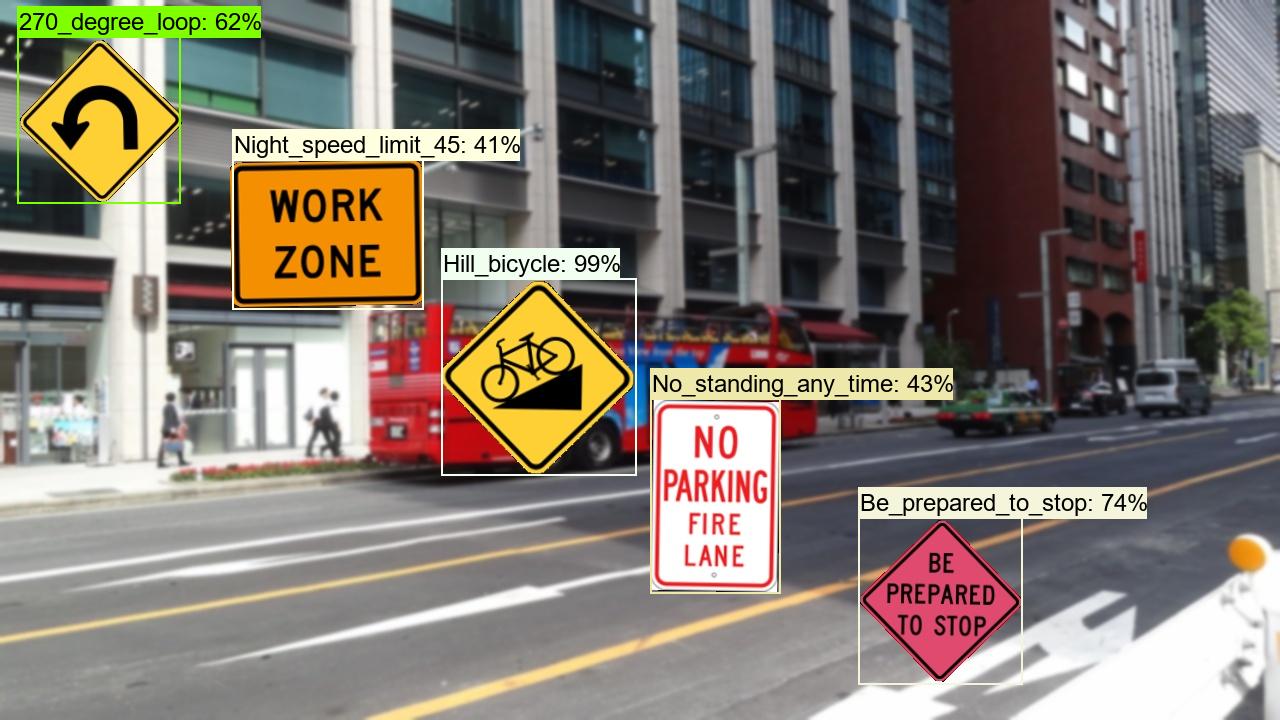 270_degree_loop: 62%
Night_speed_limit_45: 41%
WORK
ZONE
Hill_bicycle: 99%
No_standing_any_time: 43%
NO
PARKING
FIRE
LANE
Be_prepared_to_stop: 74%
BE
PREPARED
TO STOP